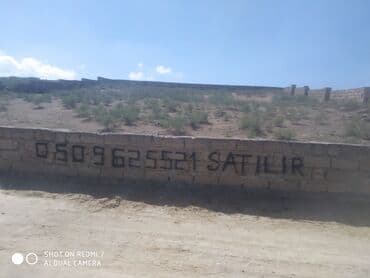 0509625521 SATILIR
SHOT ON REDMI 7
AI DUAL CAMERA